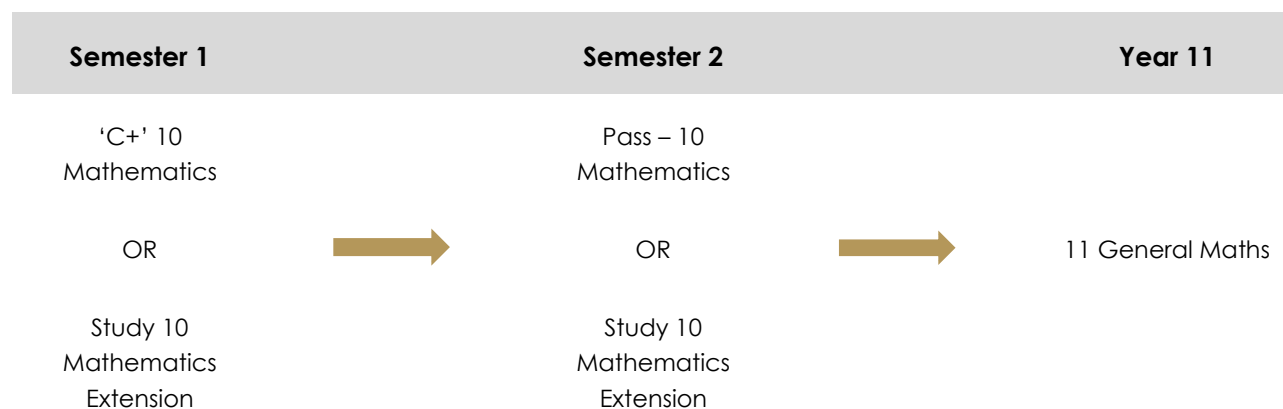 Semester 1
Semester 2
Year 11
‘C+’ 10
Mathematics
OR
Study 10
Mathematics
Extension
Pass – 10
Mathematics
OR
Study 10
Mathematics
Extension
11 General Maths